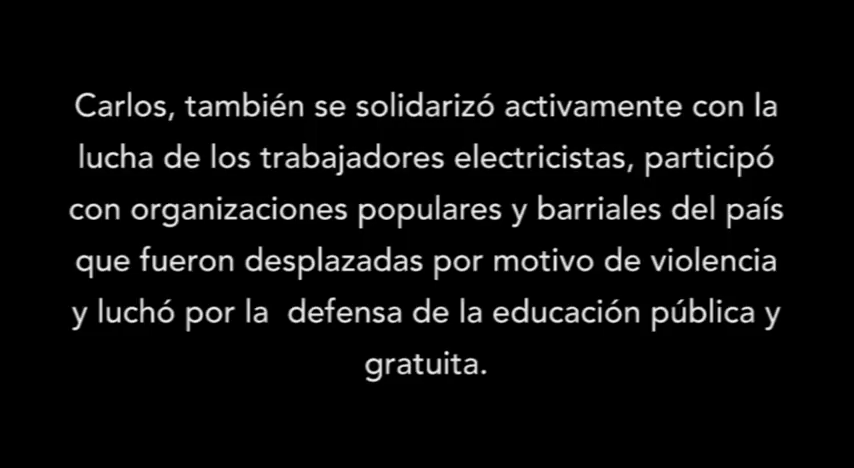 Carlos, también se solidarizó activamente con la
lucha de los trabajadores electricistas, participó
con organizaciones populares y barriales del país
que fueron desplazadas por motivo de violencia
y luchó por la  defensa de la educación pública y
gratuita.